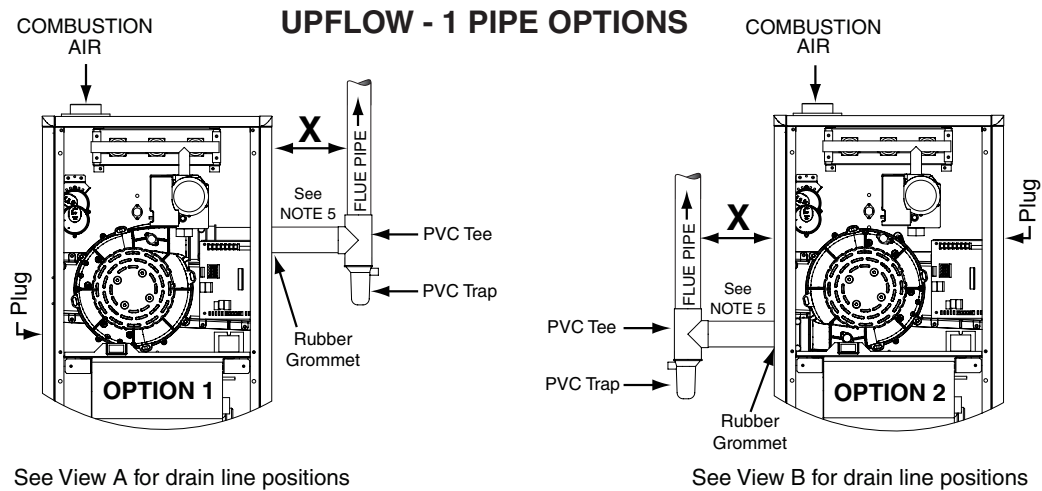 UPFLOW - 1 PIPE OPTIONS
COMBUSTION
AIR
X
FLUE PIPE
See
NOTE 5
PVC Tee
PVC Trap
Plug
Rubber
Grommet
OPTION 1
See View A for drain line positions
COMBUSTION
AIR
FLUE PIPE
X
Plug
See
NOTE 5
PVC Tee
PVC Trap
Rubber
Grommet
OPTION 2
See View B for drain line positions